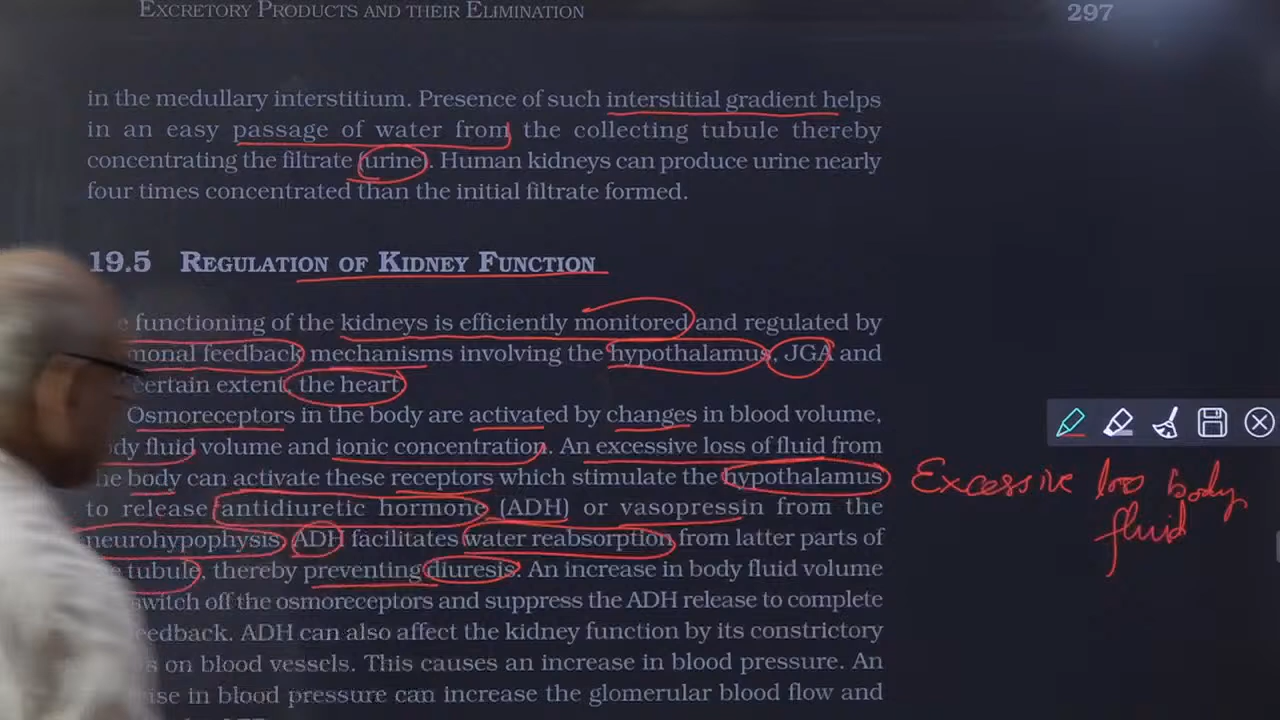 EXCRETORY PRODUCTS AND THEIR ELIMINATION 297
in the medullary interstitium. Presence of such interstitial gradient helps
in an easy passage of water from the collecting tubule thereby
concentrating the filtrate (urine). Human kidneys can produce urine nearly
four times concentrated than the initial filtrate formed.
19.5 REGULATION OF KIDNEY FUNCTION
functioning of the kidneys is efficiently monitored and regulated by
monal feedback mechanisms involving the hypothalamus, JGA and
certain extent, the heart.
Osmoreceptors in the body are activated by changes in blood volume,
body fluid volume and ionic concentration. An excessive loss of fluid from
the body can activate these receptors which stimulate the hypothalamus
to release antidiuretic hormone (ADH) or vasopressin from the
neurohypophysis. ADH facilitates water reabsorption from latter parts of
tubule, thereby preventing diuresis. An increase in body fluid volume
switch off the osmoreceptors and suppress the ADH release to complete
feedback. ADH can also affect the kidney function by its constrictory
on blood vessels. This causes an increase in blood pressure. An
in blood pressure can increase the glomerular blood flow and
Excessive loss body
fluid